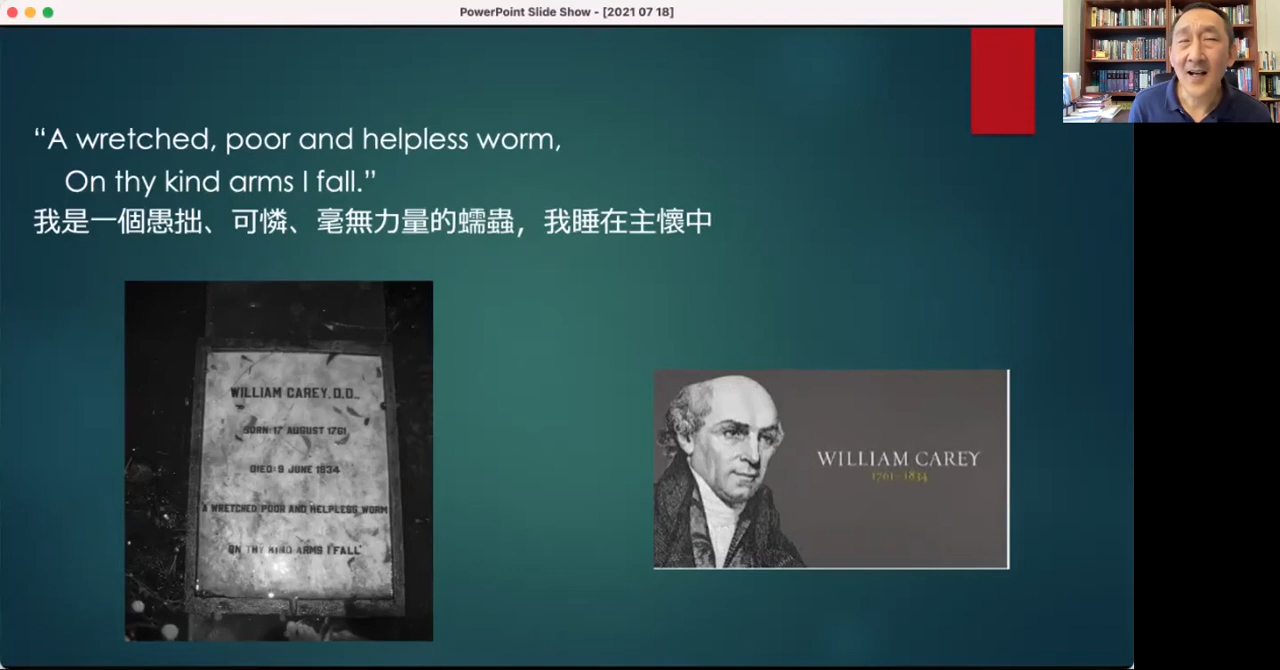 PowerPoint Slide Show - [2021 07 18]
“A wretched, poor and helpless worm,
On thy kind arms I fall.”
我是一個愚拙、可憐、毫無力量的蠕蟲，我睡在主懷中
WILLIAM CAREY, D.D.,
BORN: 17 AUGUST 1761
DIED: 9 JUNE 1834
A WRETCHED POOR AND HELPLESS WORM
ON THY KIND ARMS I FALL
WILLIAM CAREY
1761-1834